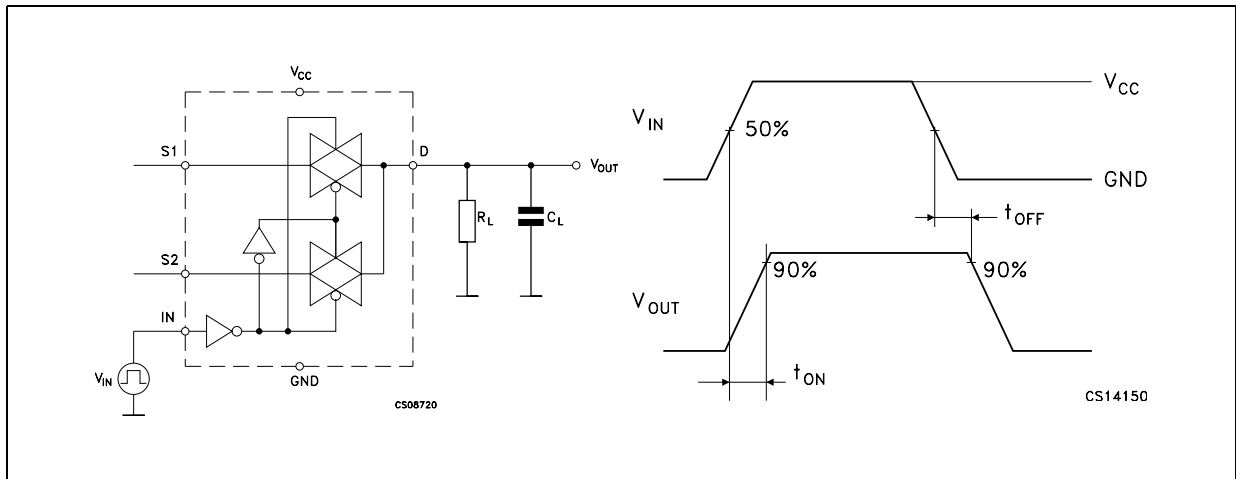 VCC
S1
D
VOUT
RL
CL
S2
IN
VIN
GND
CS08720
VCC
VIN
50%
GND
tOFF
90%
90%
VOUT
tON
CS14150